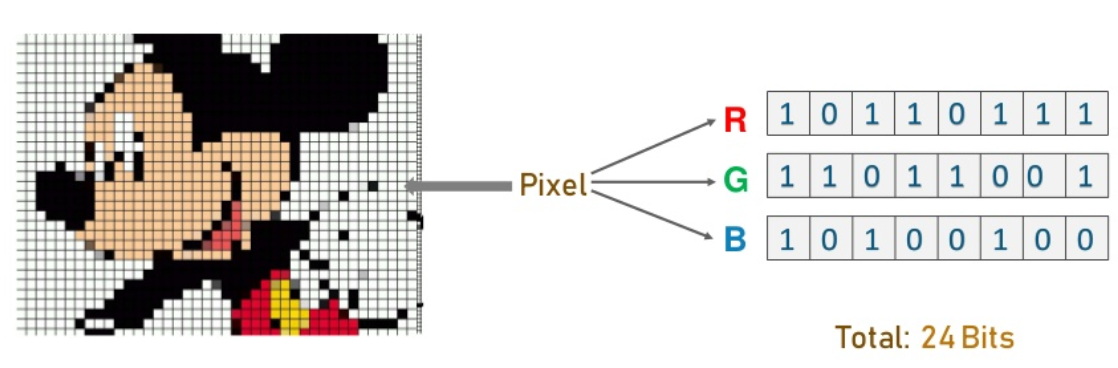 R 1 0 1 1 0 1 1 1
Pixel
G 1 1 0 1 1 0 0 1
B 1 0 1 0 0 1 0 0
Total: 24 Bits